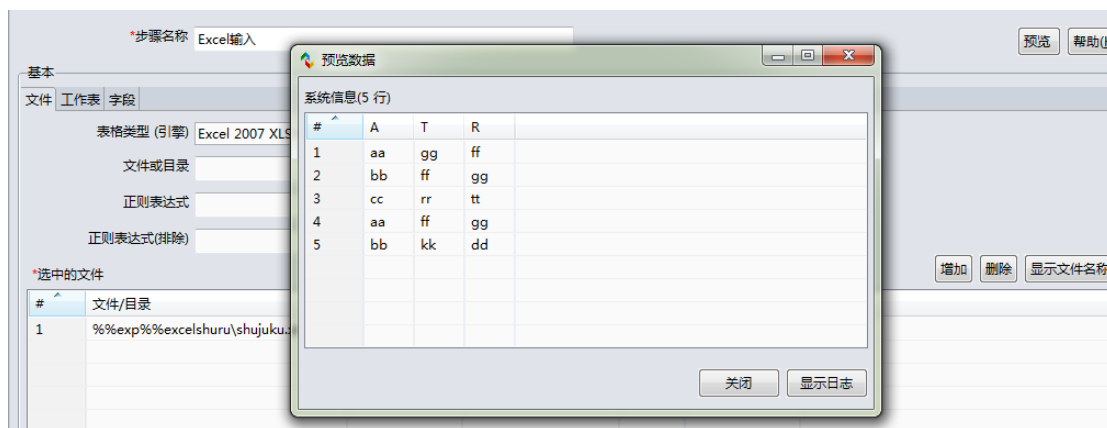 *步骤名称 Excel输入
预览 帮助(
基本
文件 工作表 字段
表格类型 (引擎) Excel 2007 XLS
文件或目录
正则表达式
正则表达式(排除)
增加 删除 显示文件名称
*选中的文件
# 文件/目录
1 %%exp%%excelshuru\shujuku.
预览数据
系统信息(5 行)
# A T R
1 aa gg ff
2 bb ff gg
3 cc rr tt
4 aa ff gg
5 bb kk dd
关闭 显示日志